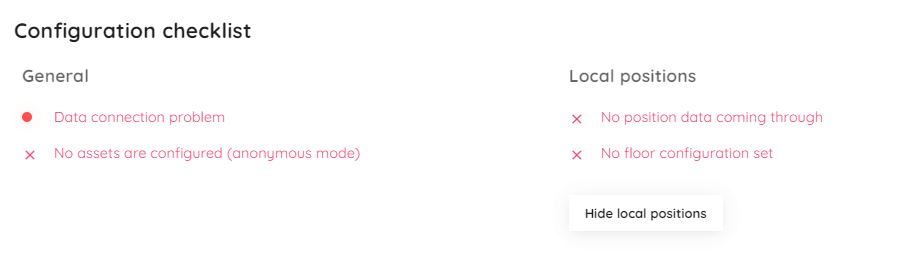 Configuration checklist
General
Data connection problem
No assets are configured (anonymous mode)
Local positions
No position data coming through
No floor configuration set
Hide local positions